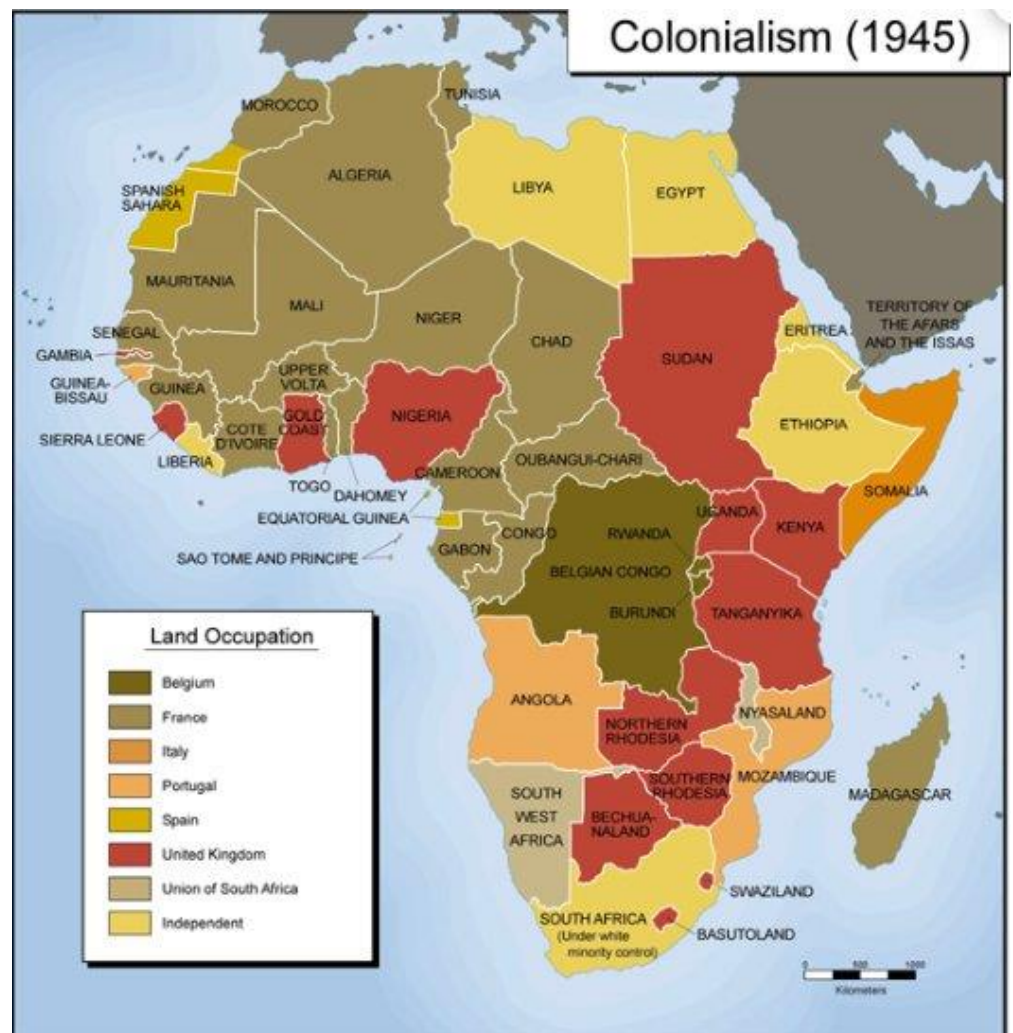 Colonialism (1945)
TUNISIA
MOROCCO
ALGERIA
LIBYA
EGYPT
SPANISH
SAHARA
MAURITANIA
MALI
NIGER
CHAD
SUDAN
ERITREA
TERRITORY OF
THE AFARS
AND THE ISSAS
SENEGAL
GAMBIA
GUINEA-
BISSAU
GUINEA
UPPER
VOLTA
SIERRA LEONE
COTE
D'IVOIRE
GOLD
COAST
NIGERIA
ETHIOPIA
LIBERIA
TOGO
DAHOMEY
CAMEROON
OUBANGUI-CHARI
SOMALIA
EQUATORIAL GUINEA
SAO TOME AND PRINCIPE
GABON
CONGO
RWANDA
UGANDA
KENYA
BELGIAN CONGO
BURUNDI
TANGANYIKA
ANGOLA
NYASALAND
NORTHERN
RHODESIA
SOUTHERN
RHODESIA
MOZAMBIQUE
MADAGASCAR
SOUTH
WEST
AFRICA
BECHUA-
NALAND
SWAZILAND
SOUTH AFRICA
(Under white
minority control)
BASUTOLAND
Land Occupation
Belgium
France
Italy
Portugal
Spain
United Kingdom
Union of South Africa
Independent
0 500 1000
Kilometers